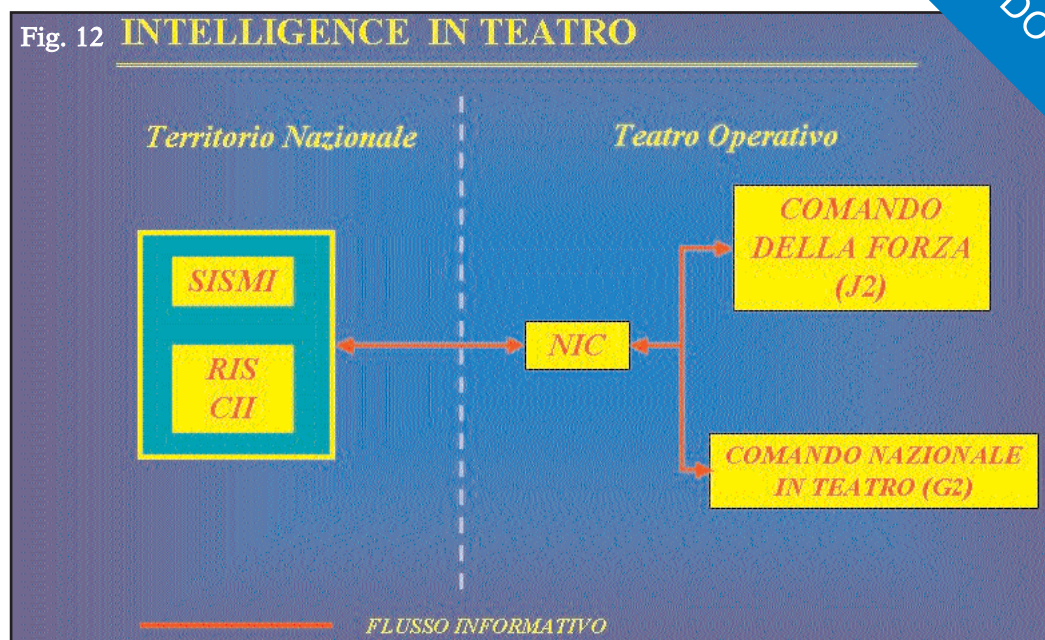 Fig. 12 INTELLIGENCE IN TEATRO
Territorio Nazionale
Teatro Operativo
SISMI
RIS
CII
NIC
COMANDO
DELLA FORZA
(J2)
COMANDO NAZIONALE
IN TEATRO (G2)
FLUSSO INFORMATIVO